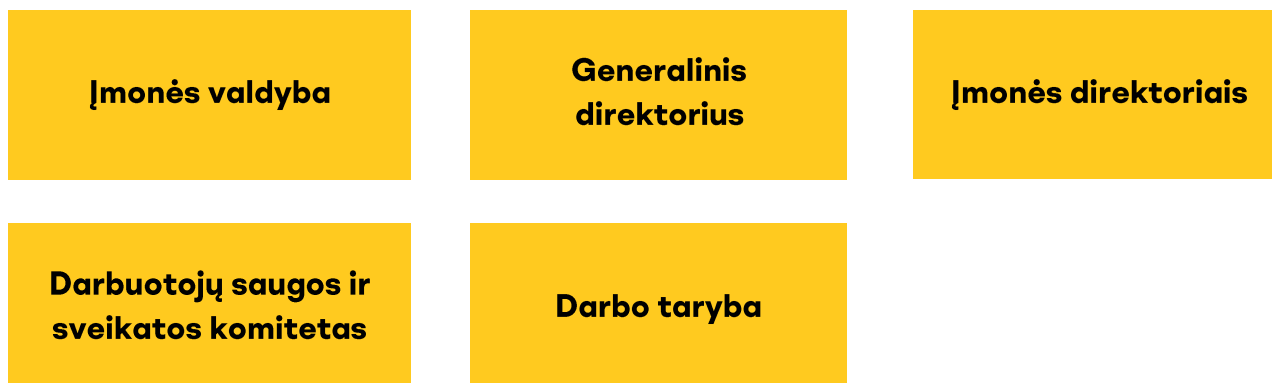 Įmonės valdyba
Generalinis
direktorius
Įmonės direktoriais
Darbuotojų saugos ir
sveikatos komitetas
Darbo taryba